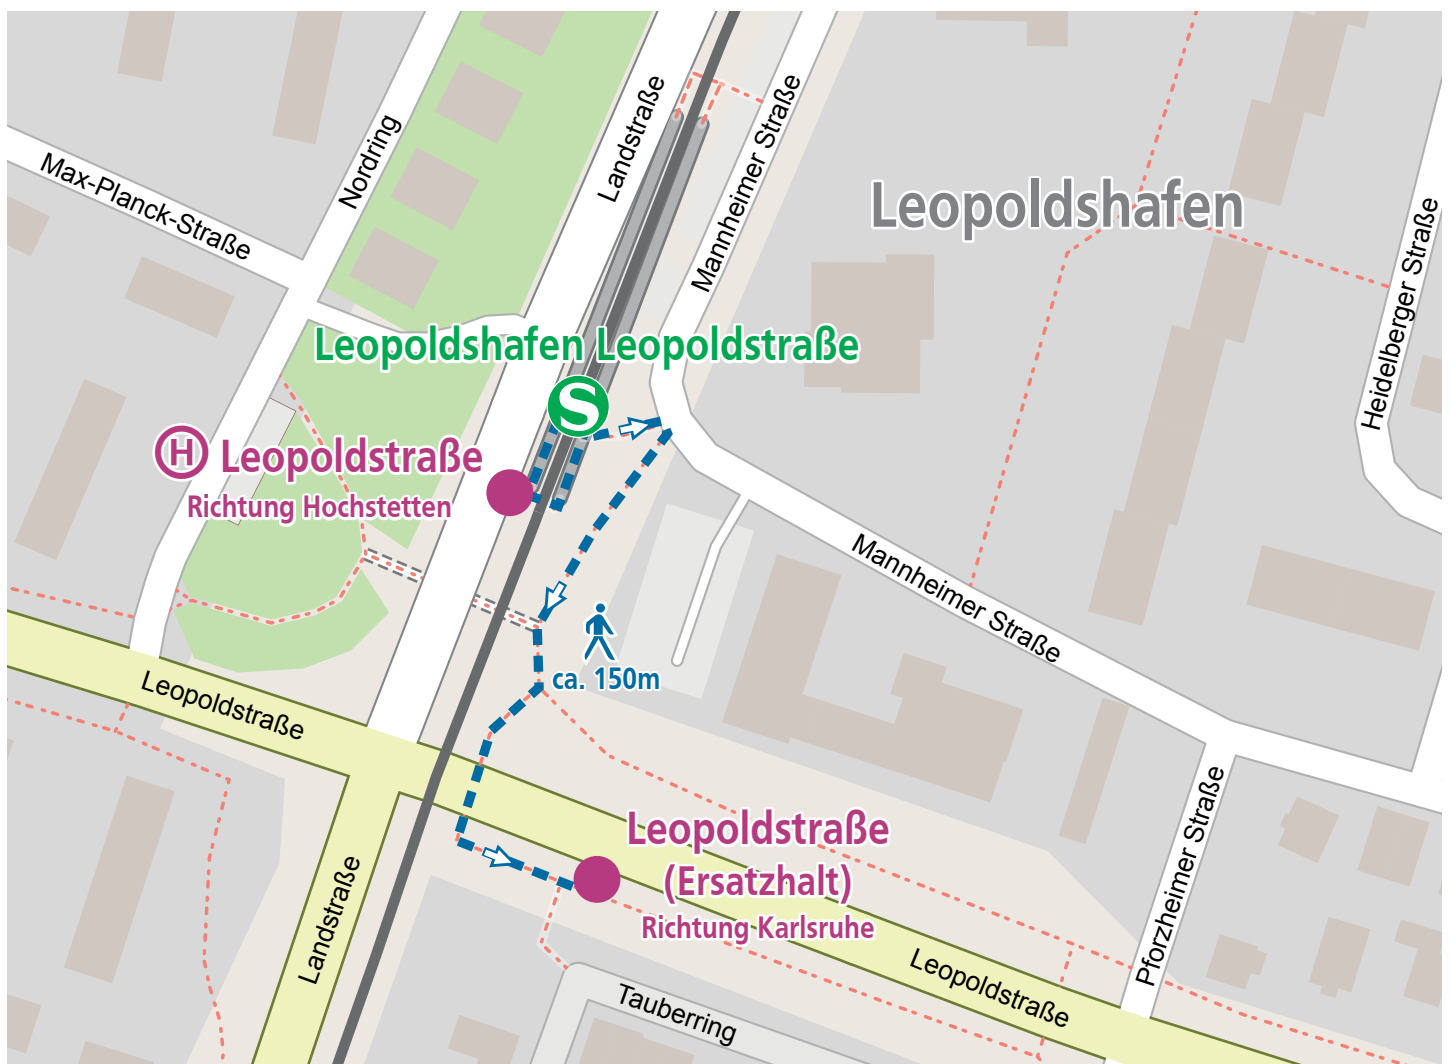 Landstraße
Mannheimer Straße
Nordring
Max-Planck-Straße
Leopoldshafen
Heidelberger Straße
Leopoldshafen Leopoldstraße
S
H Leopoldstraße
Richtung Hochstetten
Mannheimer Straße
ca. 150m
Leopoldstraße
Leopoldstraße
(Ersatzhalt)
Richtung Karlsruhe
Pforzheimer Straße
Landstraße
Leopoldstraße
Tauberring